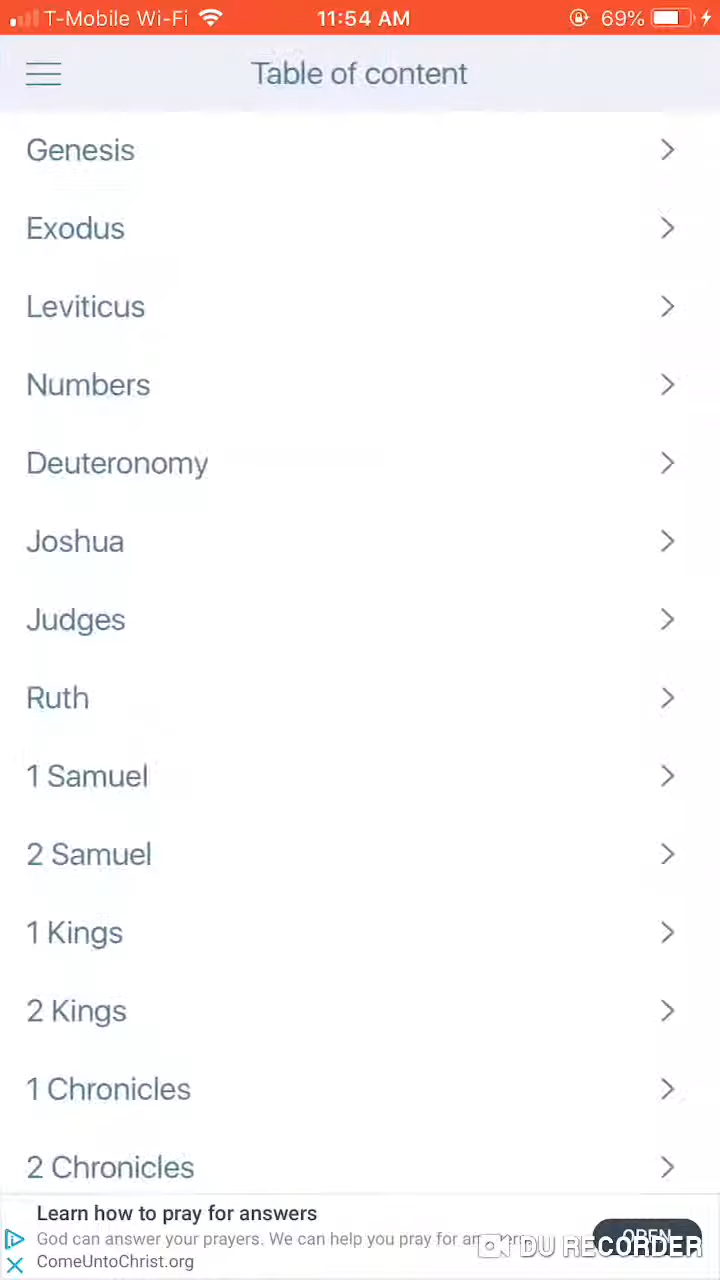 T-Mobile Wi-Fi 11:54 AM 69%
Table of content
Genesis
Exodus
Leviticus
Numbers
Deuteronomy
Joshua
Judges
Ruth
1 Samuel
2 Samuel
1 Kings
2 Kings
1 Chronicles
2 Chronicles
Learn how to pray for answers
God can answer your prayers. We can help you pray for
OPEN
DU RECORDER
ComeUntoChrist.org